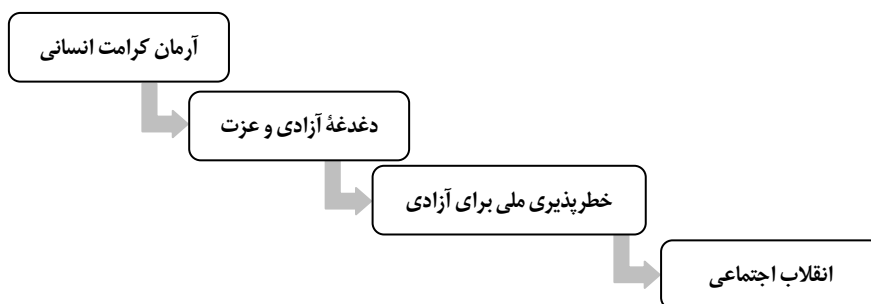 آرمان کرامت انسانی
دغدغهٔ آزادی و عزت
خطرپذیری ملی برای آزادی
انقلاب اجتماعی